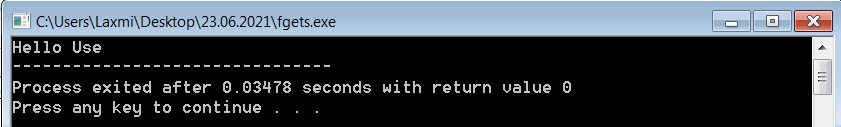 C:\Users\Laxmi\Desktop\23.06.2021\fgets.exe
Hello Use
--------------------------------
Process exited after 0.03478 seconds with return value 0
Press any key to continue . . .